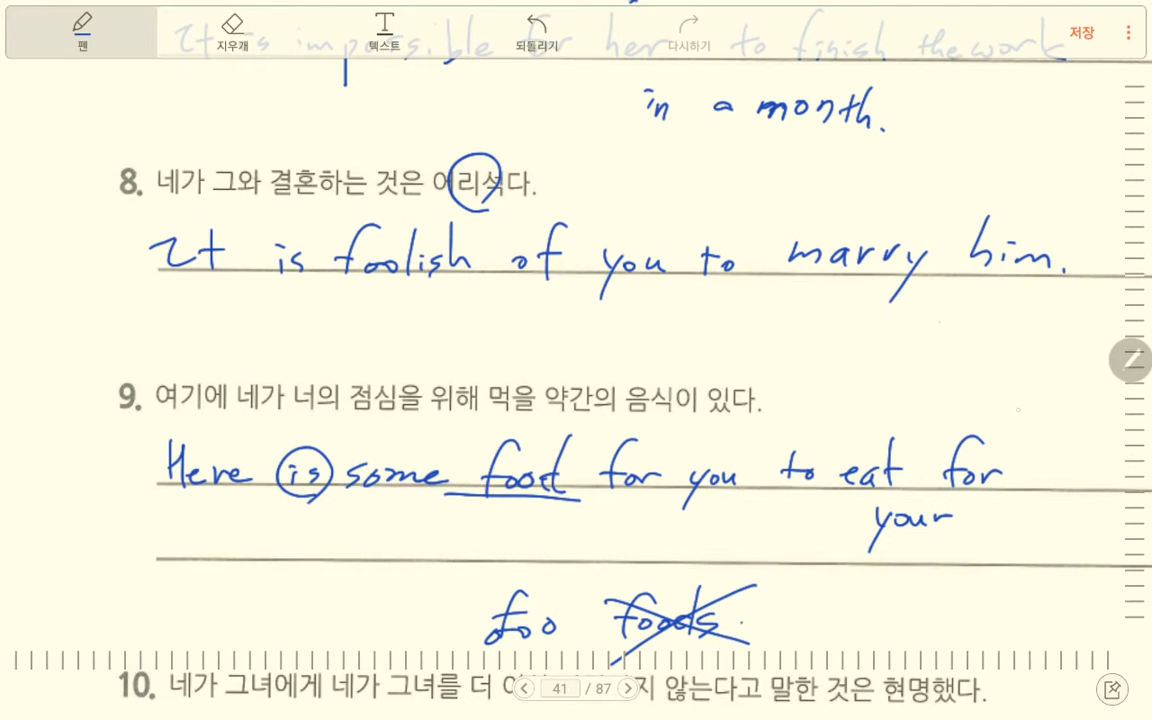 펜 지우개 텍스트 되돌리기 다시하기 저장
It is impossible for her to finish the work
in a month.
8. 네가 그와 결혼하는 것은 어리석다.
It is foolish of you to marry him.
9. 여기에 네가 너의 점심을 위해 먹을 약간의 음식이 있다.
Here is some food for you to eat for
your
foo foods.
41 / 87
10. 네가 그녀에게 네가 그녀를 더 지 않는다고 말한 것은 현명했다.